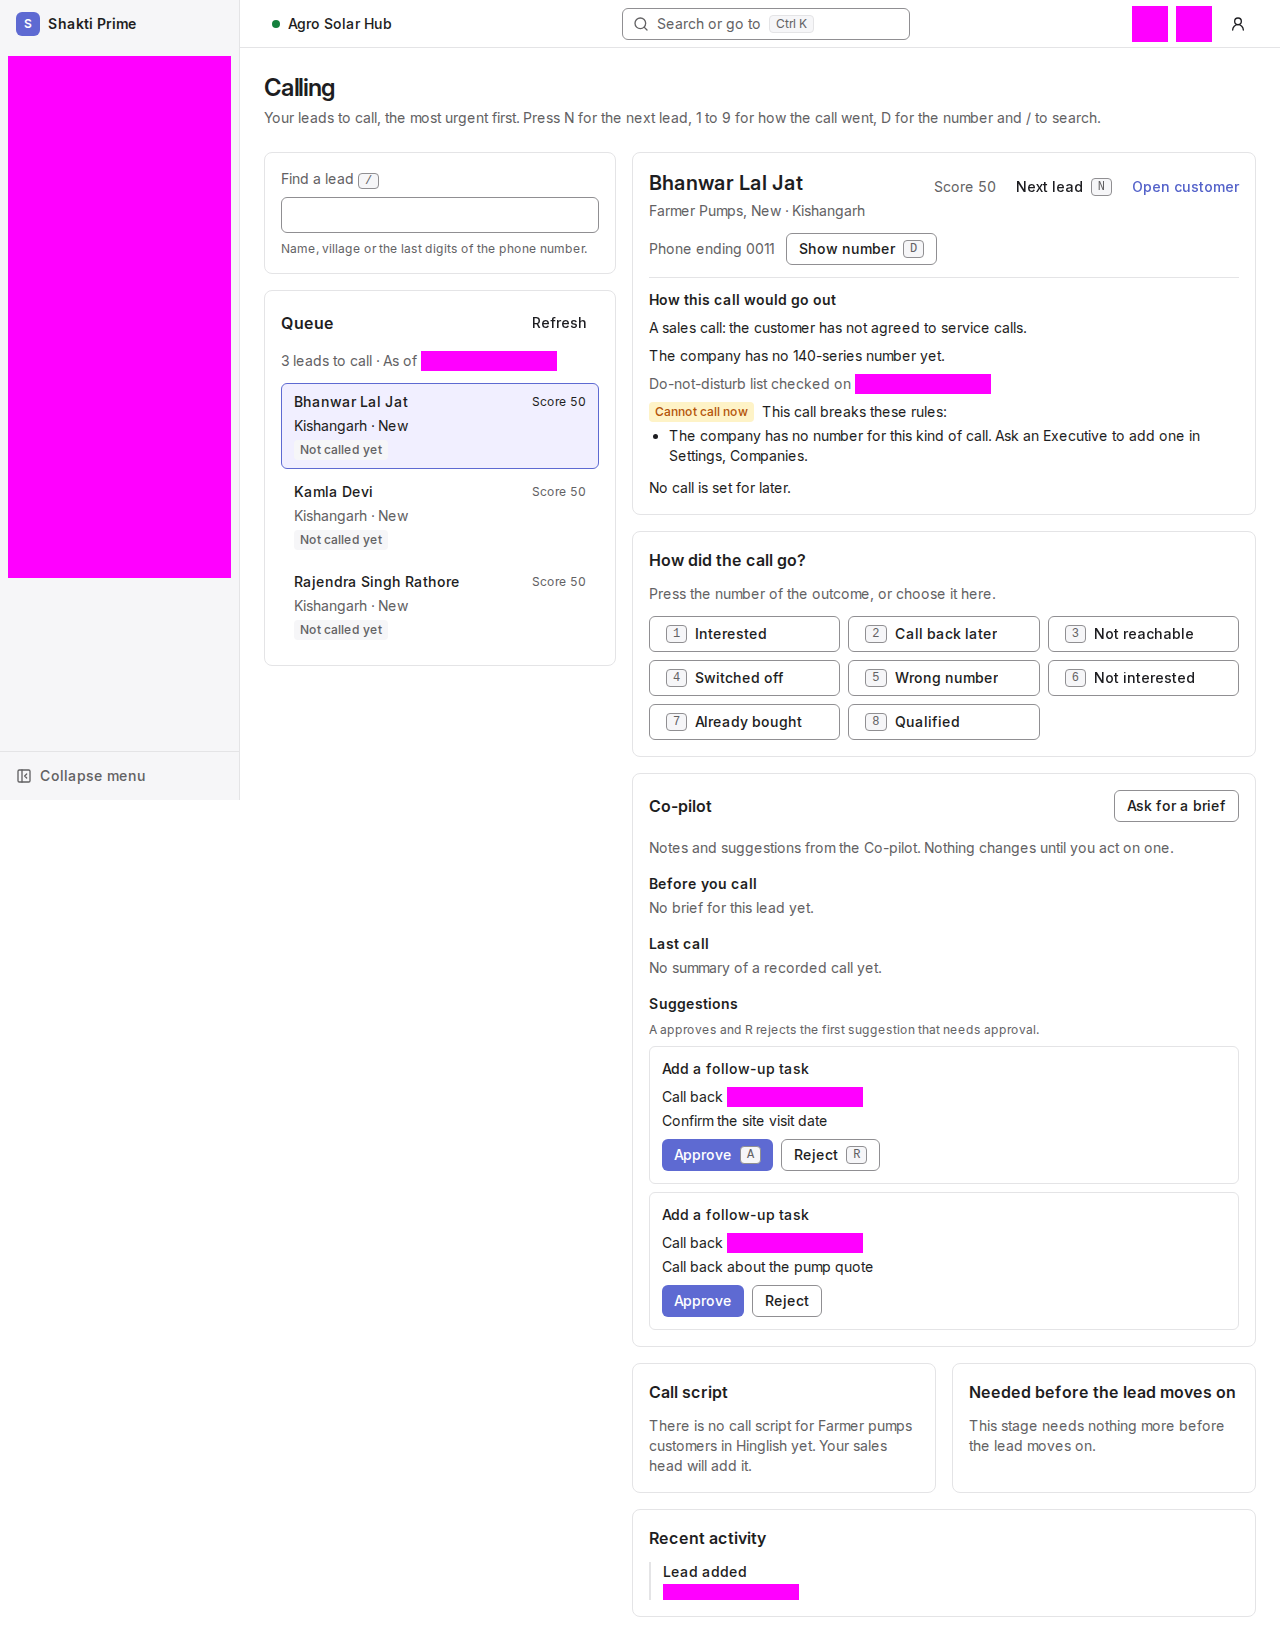 S Shakti Prime
Agro Solar Hub
Search or go to Ctrl K
Calling
Your leads to call, the most urgent first. Press N for the next lead, 1 to 9 for how the call went, D for the number and / to search.
Find a lead /
Name, village or the last digits of the phone number.
Queue
Refresh
3 leads to call · As of
Bhanwar Lal Jat Score 50
Kishangarh · New
Not called yet
Kamla Devi Score 50
Kishangarh · New
Not called yet
Rajendra Singh Rathore Score 50
Kishangarh · New
Not called yet
Collapse menu
Bhanwar Lal Jat
Score 50 Next lead N Open customer
Farmer Pumps, New · Kishangarh
Phone ending 0011 Show number D
How this call would go out
A sales call: the customer has not agreed to service calls.
The company has no 140-series number yet.
Do-not-disturb list checked on
Cannot call now This call breaks these rules:
• The company has no number for this kind of call. Ask an Executive to add one in
Settings, Companies.
No call is set for later.
How did the call go?
Press the number of the outcome, or choose it here.
1 Interested 2 Call back later 3 Not reachable
4 Switched off 5 Wrong number 6 Not interested
7 Already bought 8 Qualified
Co-pilot
Ask for a brief
Notes and suggestions from the Co-pilot. Nothing changes until you act on one.
Before you call
No brief for this lead yet.
Last call
No summary of a recorded call yet.
Suggestions
A approves and R rejects the first suggestion that needs approval.
Add a follow-up task
Call back
Confirm the site visit date
Approve A Reject R
Add a follow-up task
Call back
Call back about the pump quote
Approve Reject
Call script
There is no call script for Farmer pumps
customers in Hinglish yet. Your sales
head will add it.
Needed before the lead moves on
This stage needs nothing more before
the lead moves on.
Recent activity
Lead added